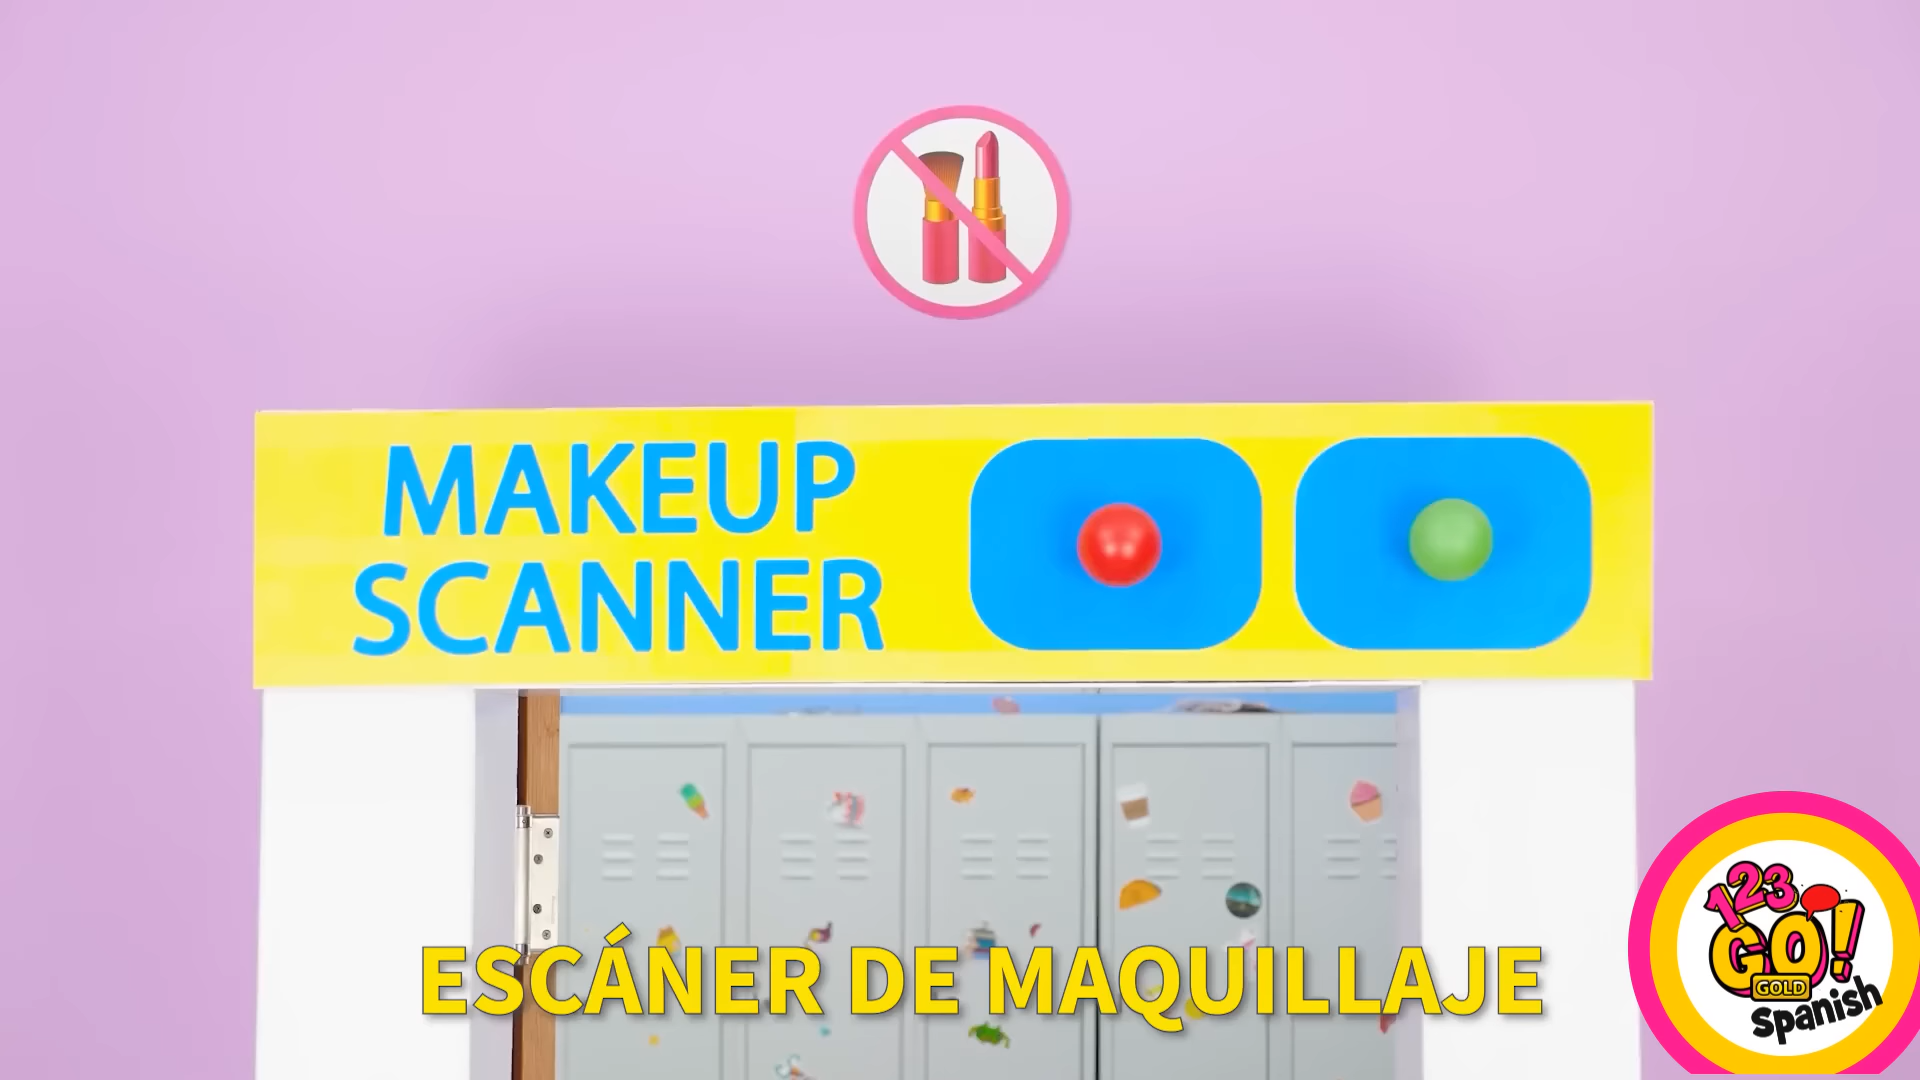 MAKEUP
SCANNER
ESCÁNER DE MAQUILLAJE
123
GO!
GOLD
Spanish